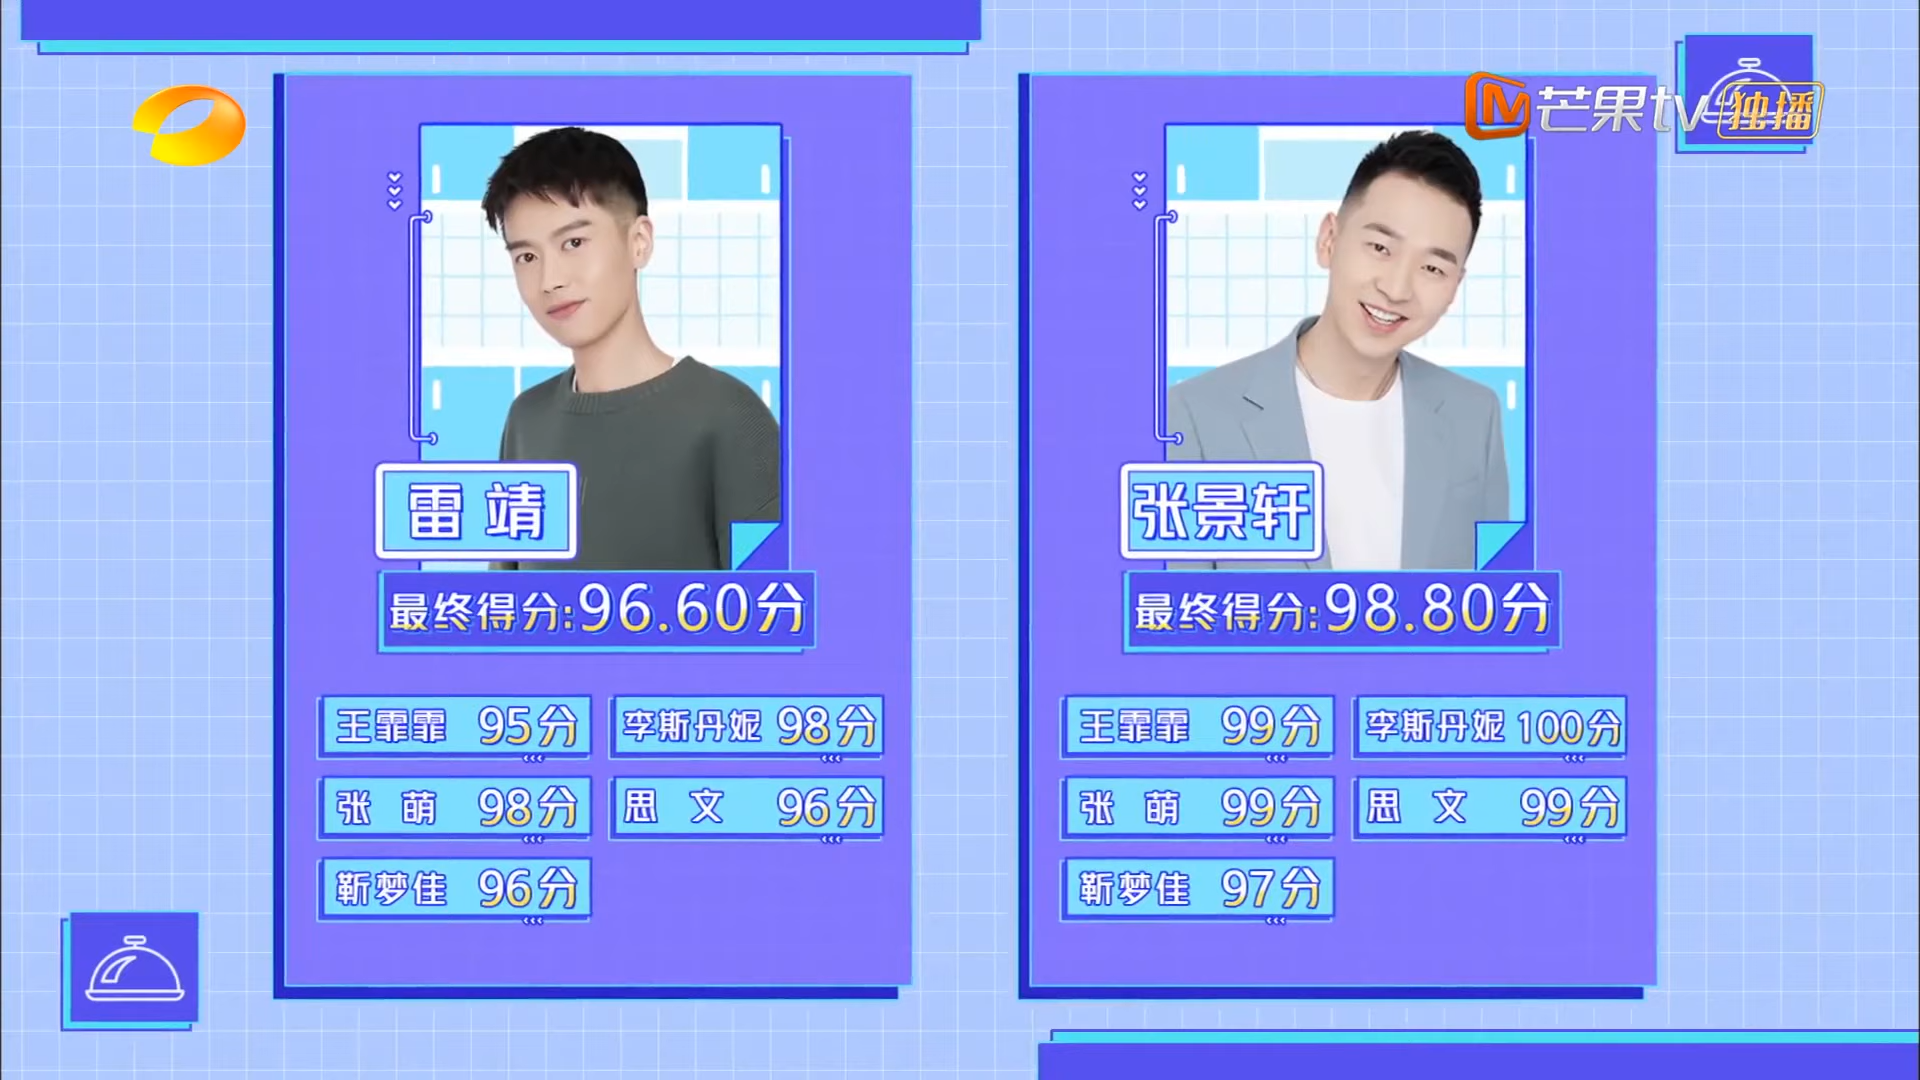 芒果tv 独播
雷靖
最终得分:96.60分
王霏霏 95分
李斯丹妮 98分
张萌 98分
思文 96分
靳梦佳 96分
张景轩
最终得分:98.80分
王霏霏 99分
李斯丹妮 100分
张萌 99分
思文 99分
靳梦佳 97分